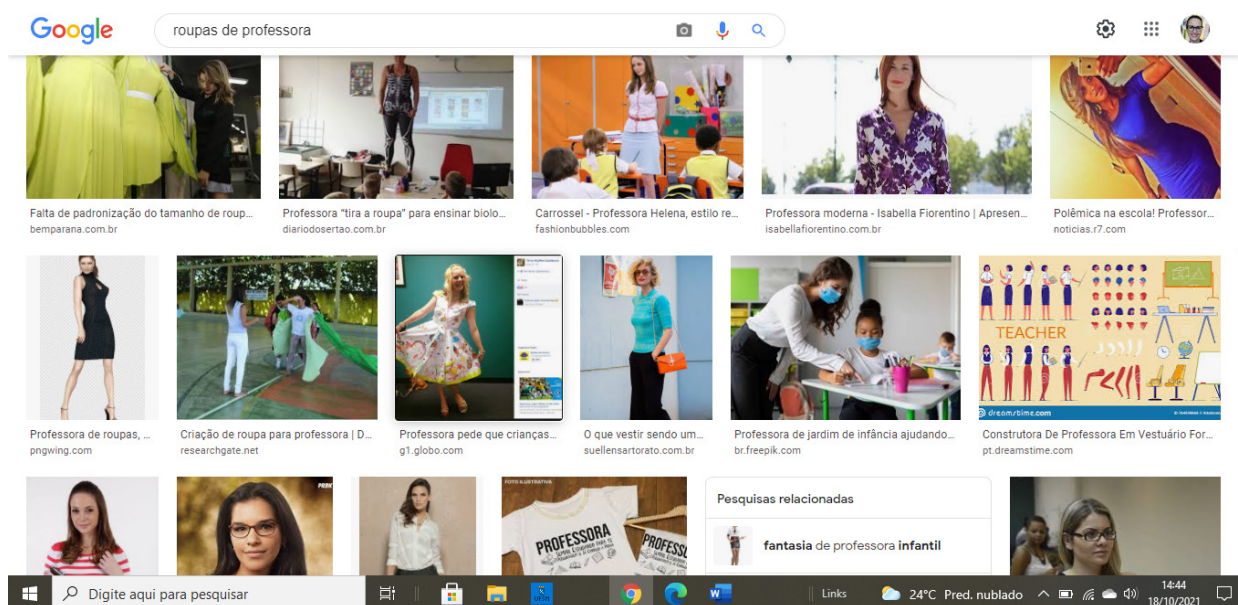 Google
roupas de professora
Falta de padronização do tamanho de roup...
bemparana.com.br
Professora “tira a roupa” para ensinar biolo...
diariodosertao.com.br
Carrossel - Professora Helena, estilo re...
fashionbubbles.com
Professora moderna - Isabella Fiorentino | Apresen...
isabellafiorentino.com.br
Polêmica na escola! Professor...
noticias.r7.com
TEACHER
dreamstime.com
Professora de roupas, ...
pngwing.com
Criação de roupa para professora | D...
researchgate.net
Professora pede que crianças...
g1.globo.com
O que vestir sendo um...
suellensartorato.com.br
Professora de jardim de infância ajudando...
br.freepik.com
Construtora De Professora Em Vestuário For...
pt.dreamstime.com
FOTO ILUSTRATIVA
PROFESSORA
PROFESSO
Pesquisas relacionadas
fantasia de professora infantil
Digite aqui para pesquisar
UFSM
W
Links
24°C Pred. nublado
14:44
18/10/2021